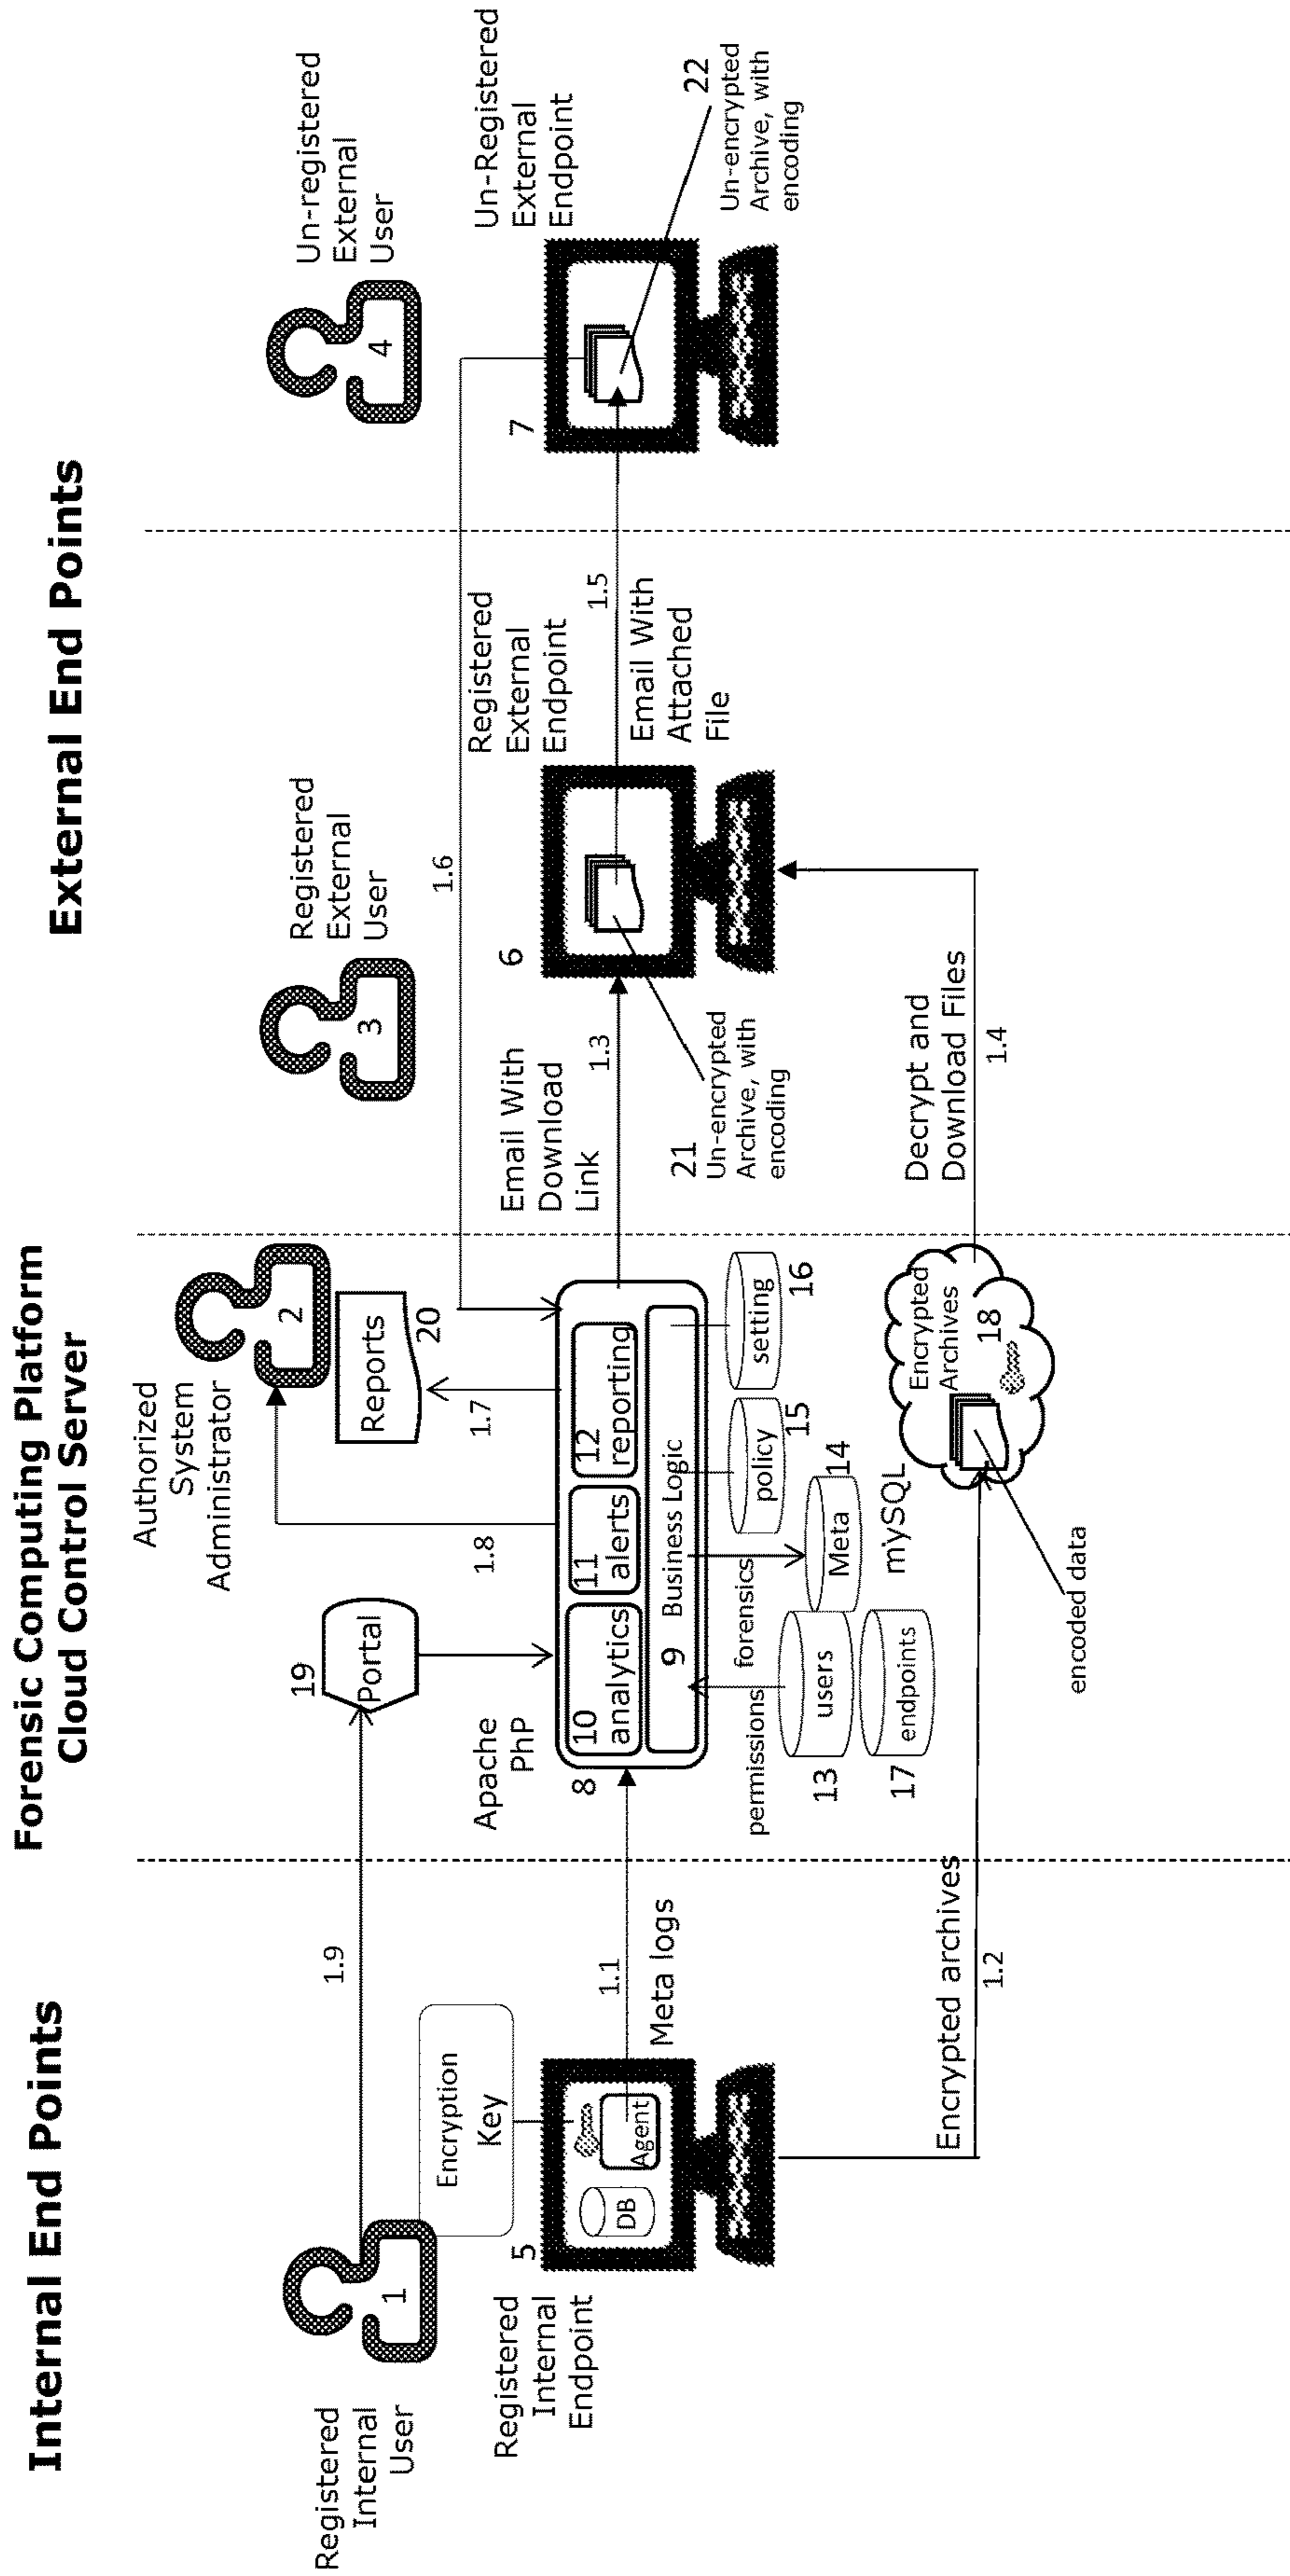 Internal End Points
Forensic Computing Platform
Cloud Control Server
External End Points
Registered
Internal
User
1
1.9
Encryption
Key
Registered
Internal
Endpoint
5
DB
Agent
1.1
Meta logs
Encrypted archives
1.2
Authorized
System
Administrator
2
19
Portal
Reports
20
1.8
1.7
Apache
PhP
8
10
analytics
11
alerts
12
reporting
9
Business Logic
permissions
forensics
13
users
17
endpoints
Meta
14
mySQL
policy
15
setting
16
Encrypted
Archives
18
encoded data
Registered
External
User
3
1.6
Email With
Download
Link
1.3
6
Registered
External
Endpoint
21
Un-encrypted
Archive, with
encoding
Decrypt and
Download Files
1.4
1.5
Email With
Attached
File
Un-registered
External
User
4
Un-Registered
External
Endpoint
7
22
Un-encrypted
Archive, with
encoding